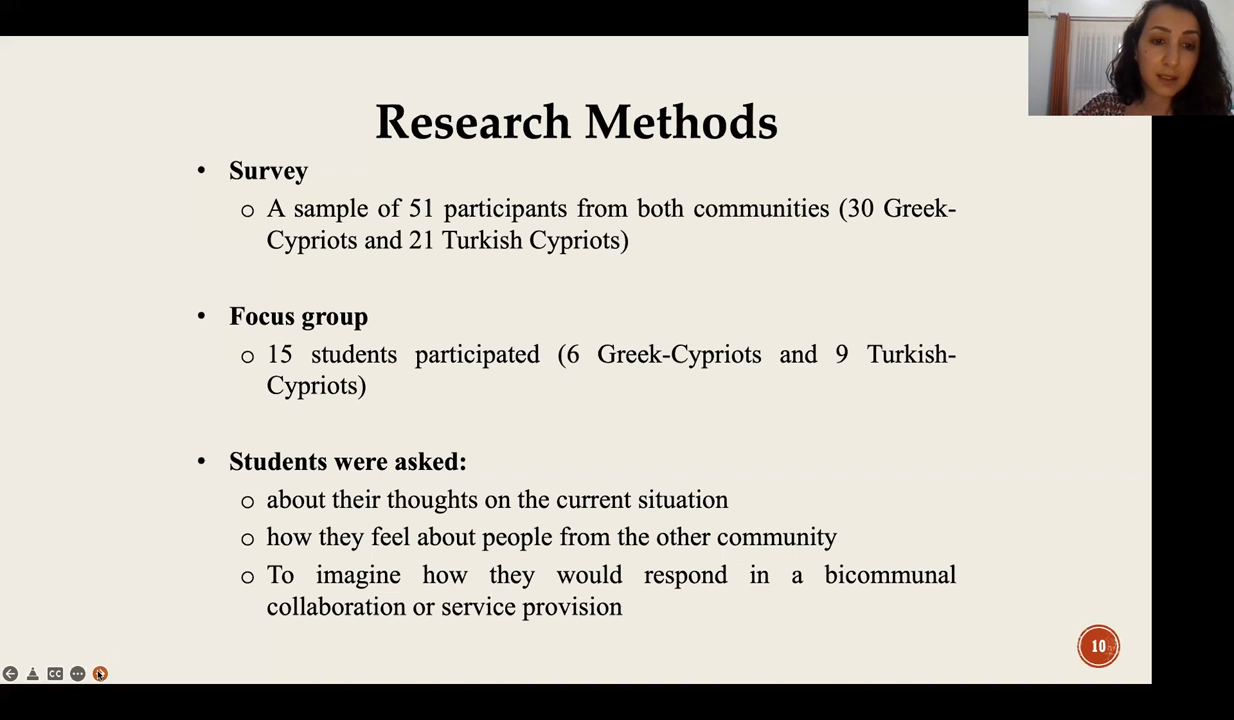 Research Methods
• Survey
o A sample of 51 participants from both communities (30 Greek-
Cypriots and 21 Turkish Cypriots)
• Focus group
o 15 students participated (6 Greek-Cypriots and 9 Turkish-
Cypriots)
• Students were asked:
o about their thoughts on the current situation
o how they feel about people from the other community
o To imagine how they would respond in a bicommunal
collaboration or service provision
10
CC